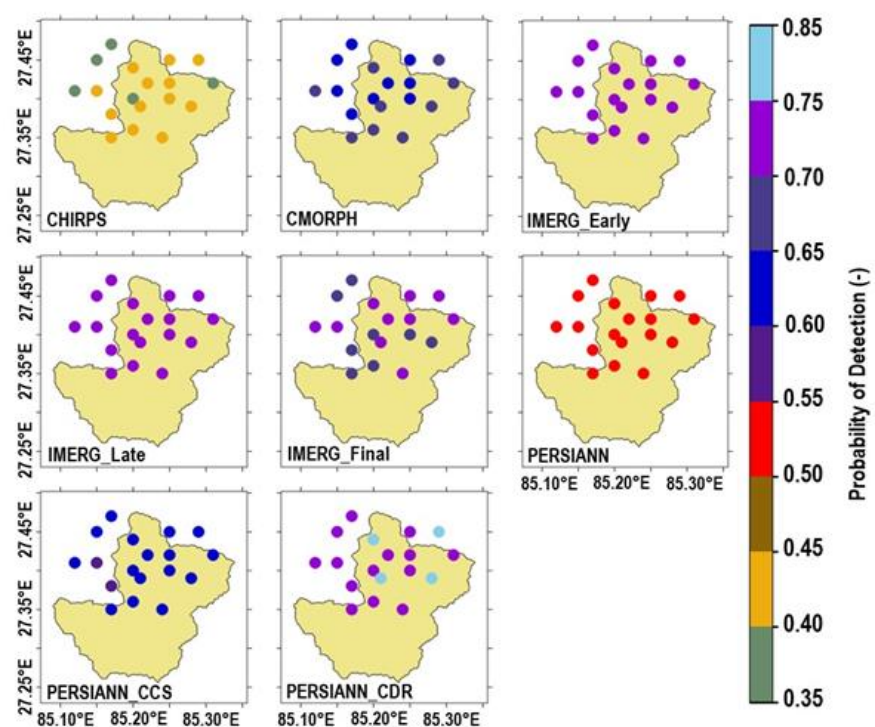 27.45°E
27.35°E
27.25°E
CHIRPS
CMORPH
IMERG_Early
27.45°E
27.35°E
27.25°E
IMERG_Late
IMERG_Final
PERSIANN
85.10°E 85.20°E 85.30°E
27.45°E
27.35°E
27.25°E
PERSIANN_CCS
PERSIANN_CDR
85.10°E 85.20°E 85.30°E
85.10°E 85.20°E 85.30°E
0.85
0.75
0.70
0.65
0.60
0.55
0.50
0.45
0.40
0.35
Probability of Detection (-)